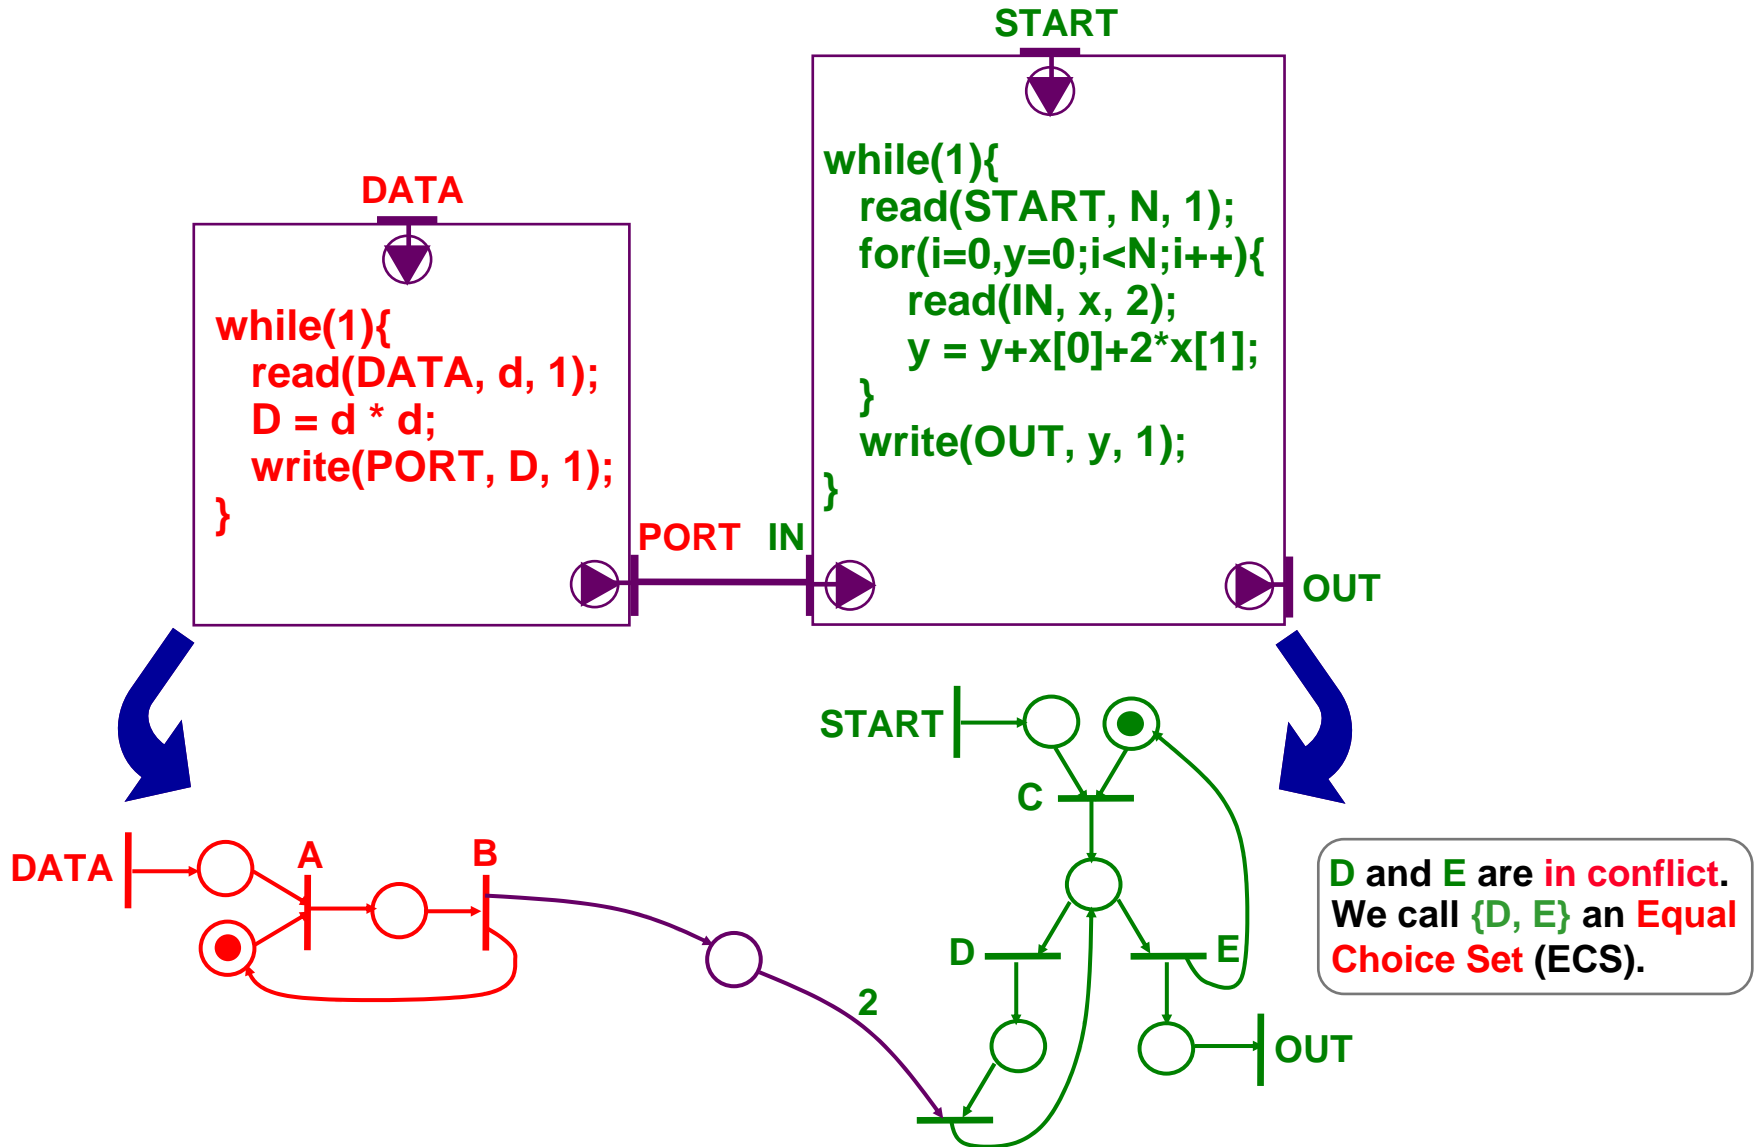 START
while(1){
read(START, N, 1);
for(i=0,y=0;i<N;i++){
read(IN, x, 2);
y = y+x[0]+2*x[1];
}
write(OUT, y, 1);
}
DATA
while(1){
read(DATA, d, 1);
D = d * d;
write(PORT, D, 1);
}
PORT
IN
OUT
START
C
D
E
OUT
DATA
A
B
2
D and E are in conflict.
We call {D, E} an Equal
Choice Set (ECS).